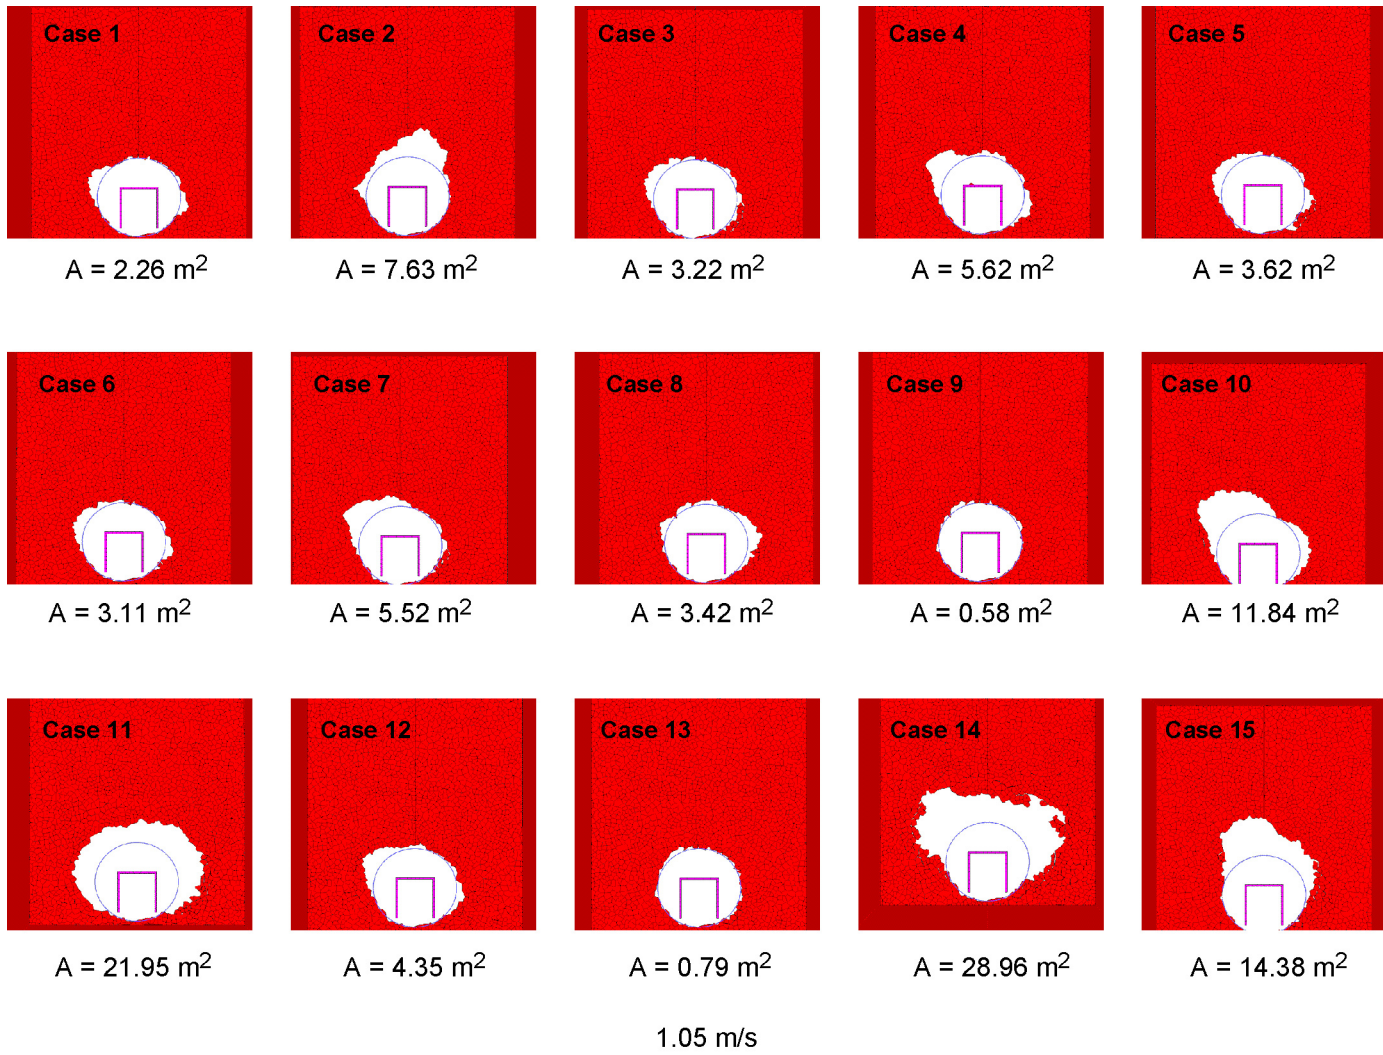 Case 1 Case 2 Case 3 Case 4 Case 5
A = 2.26 m² A = 7.63 m² A = 3.22 m² A = 5.62 m² A = 3.62 m²
Case 6 Case 7 Case 8 Case 9 Case 10
A = 3.11 m² A = 5.52 m² A = 3.42 m² A = 0.58 m² A = 11.84 m²
Case 11 Case 12 Case 13 Case 14 Case 15
A = 21.95 m² A = 4.35 m² A = 0.79 m² A = 28.96 m² A = 14.38 m²
1.05 m/s